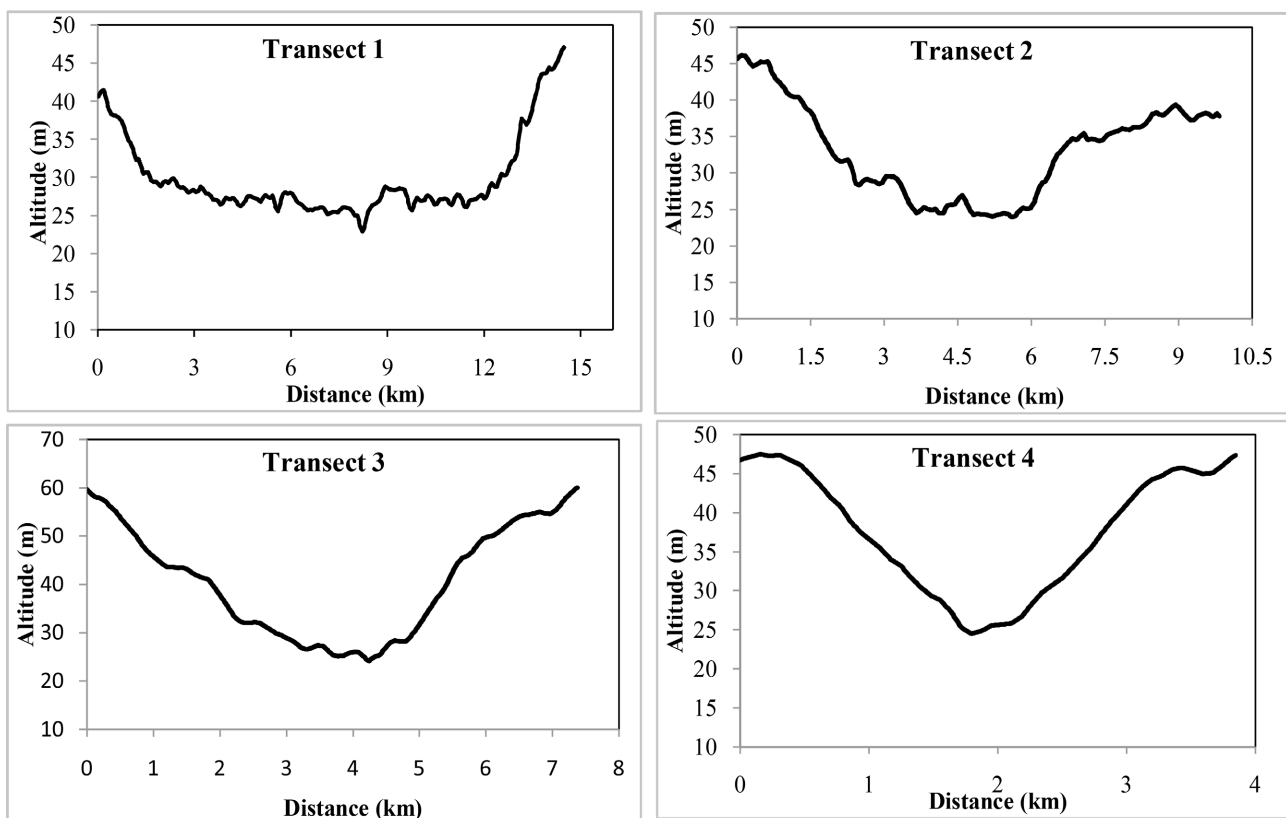 Transect 1
Altitude (m)
50
45
40
35
30
25
20
15
10
0 3 6 9 12 15
Distance (km)
Transect 2
Altitude (m)
50
45
40
35
30
25
20
15
10
0 1.5 3 4.5 6 7.5 9 10.5
Distance (km)
Transect 3
Altitude (m)
70
60
50
40
30
20
10
0 1 2 3 4 5 6 7 8
Distance (km)
Transect 4
Altitude (m)
50
45
40
35
30
25
20
15
10
0 1 2 3 4
Distance (km)